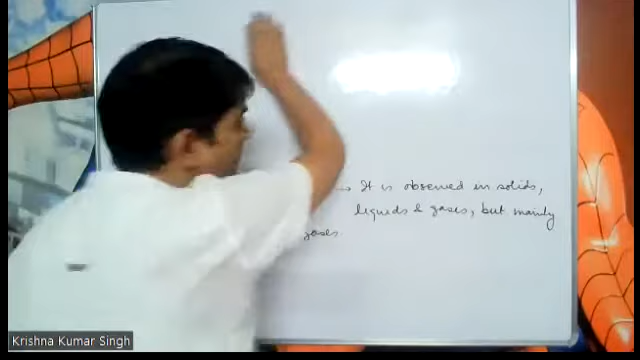 → It is observed in solids,
liquids & gases, but mainly
gases.
Krishna Kumar Singh